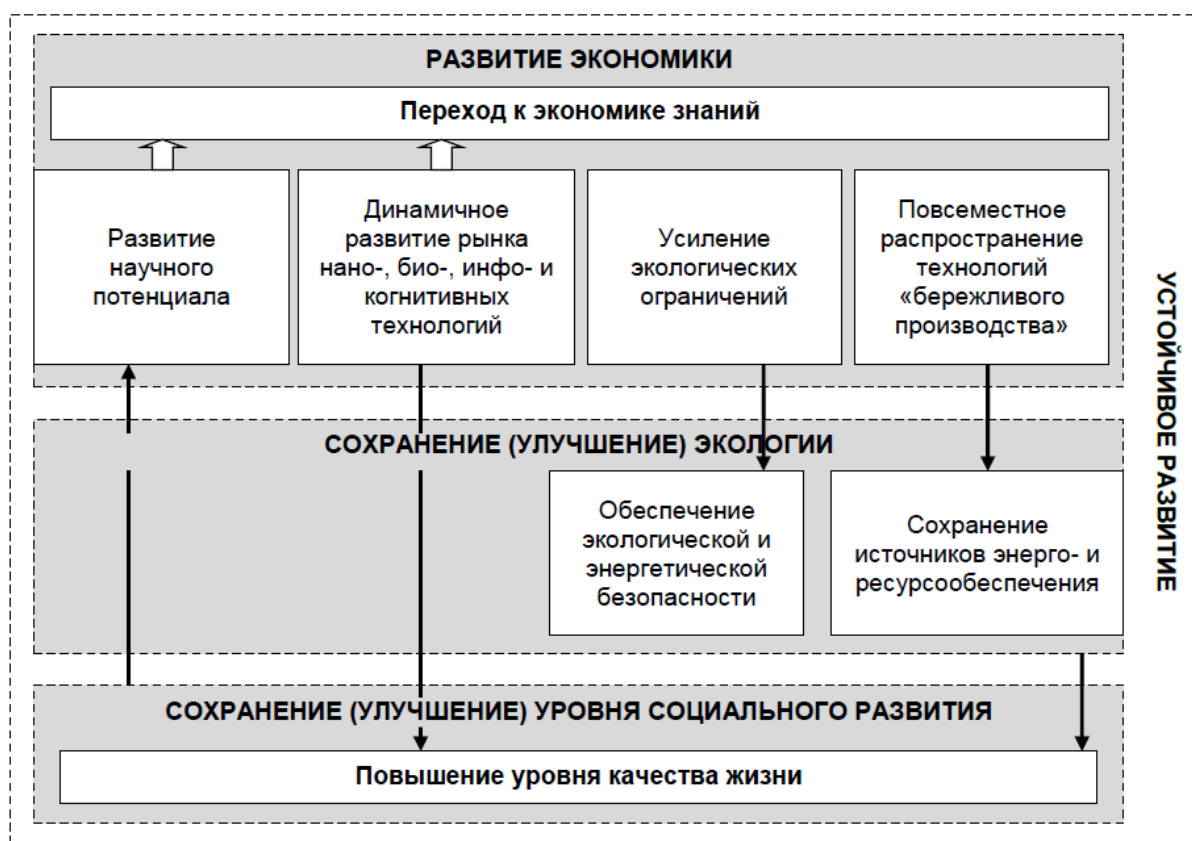 РАЗВИТИЕ ЭКОНОМИКИ
Переход к экономике знаний
Развитие
научного
потенциала
Динамичное
развитие рынка
нано-, био-, инфо- и
когнитивных
технологий
Усиление
экологических
ограничений
Повсеместное
распространение
технологий
«бережливого
производства»
СОХРАНЕНИЕ (УЛУЧШЕНИЕ) ЭКОЛОГИИ
Обеспечение
экологической и
энергетической
безопасности
Сохранение
источников энерго- и
ресурсообеспечения
СОХРАНЕНИЕ (УЛУЧШЕНИЕ) УРОВНЯ СОЦИАЛЬНОГО РАЗВИТИЯ
Повышение уровня качества жизни
УСТОЙЧИВОЕ РАЗВИТИЕ